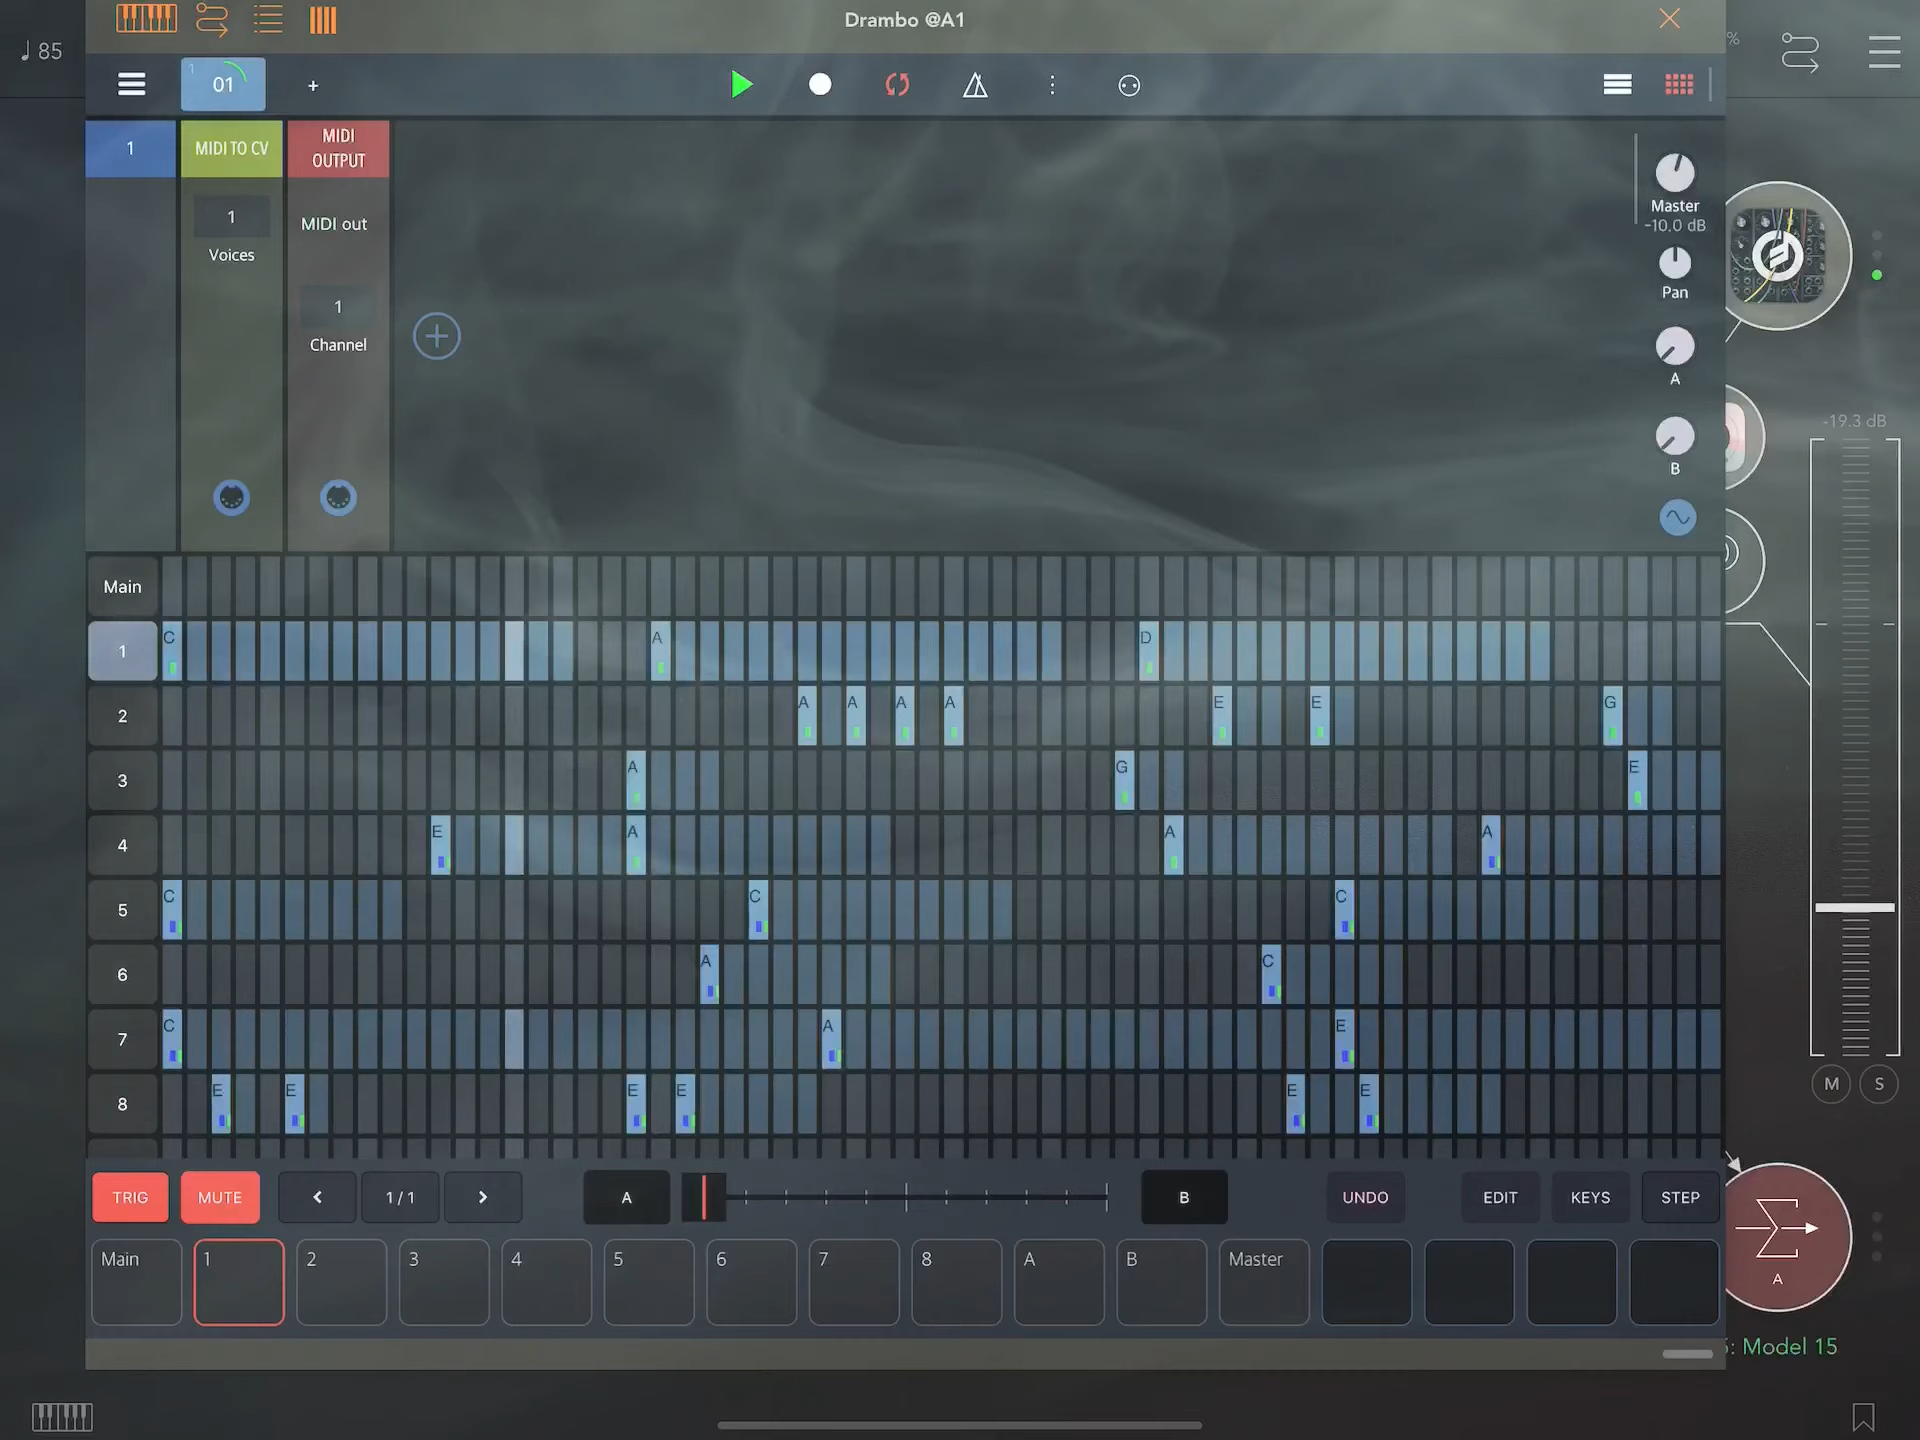 Drambo @A1
♩ 85
%
1
01
+
1
MIDI TO CV
MIDI
OUTPUT
1
Voices
MIDI out
1
Channel
Master
-10.0 dB
Pan
A
B
-19.3 dB
Main
1
C
A
D
2
A
A
A
A
E
E
G
3
A
G
E
4
E
A
A
A
5
C
C
C
6
A
C
7
C
A
E
8
E
E
E
E
E
E
M
S
TRIG
MUTE
<
1 / 1
>
A
B
UNDO
EDIT
KEYS
STEP
Main
1
2
3
4
5
6
7
8
A
B
Master
A
: Model 15